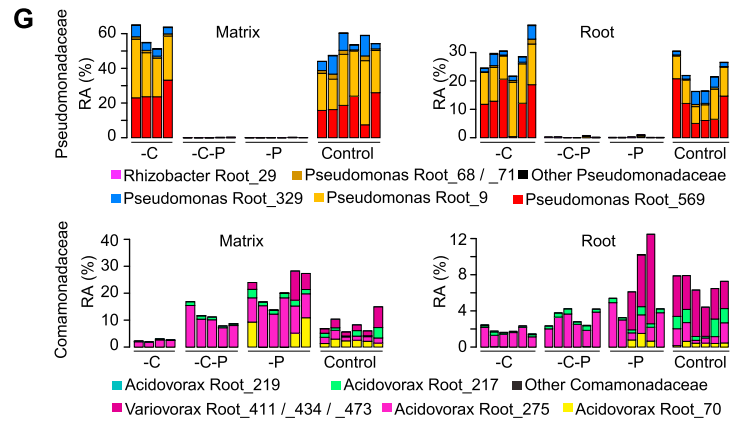 G
Matrix
Root
Pseudomonadaceae
RA (%)
60
40
20
0
-C
-C-P
-P
Control
RA (%)
30
20
10
0
-C
-C-P
-P
Control
Rhizobacter Root_29
Pseudomonas Root_68 / _71
Other Pseudomonadaceae
Pseudomonas Root_329
Pseudomonas Root_9
Pseudomonas Root_569
Matrix
Root
Comamonadaceae
RA (%)
40
30
20
10
0
-C
-C-P
-P
Control
RA (%)
12
8
4
0
-C
-C-P
-P
Control
Acidovorax Root_219
Acidovorax Root_217
Other Comamonadaceae
Variovorax Root_411 /_434 / _473
Acidovorax Root_275
Acidovorax Root_70